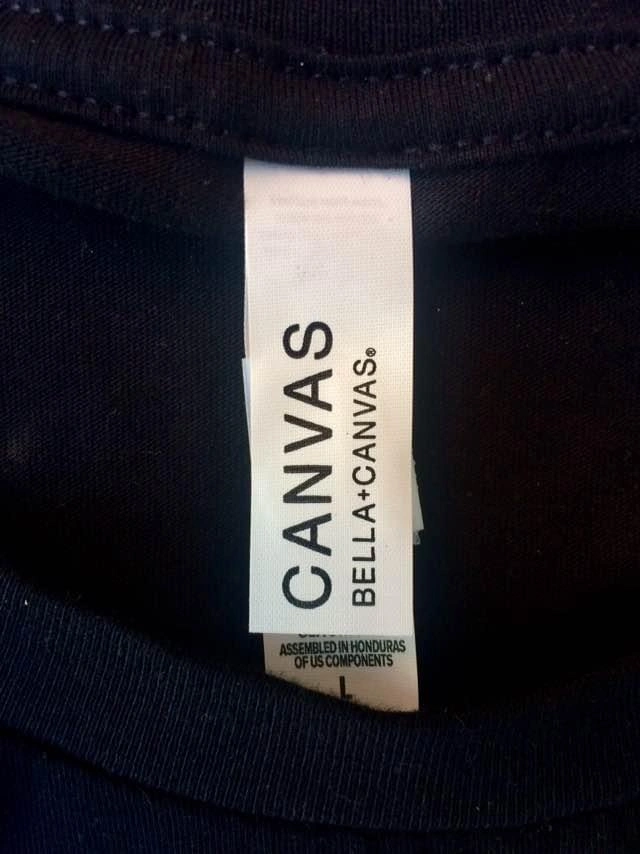 CANVAS
BELLA+CANVAS®
ASSEMBLED IN HONDURAS
OF US COMPONENTS
L